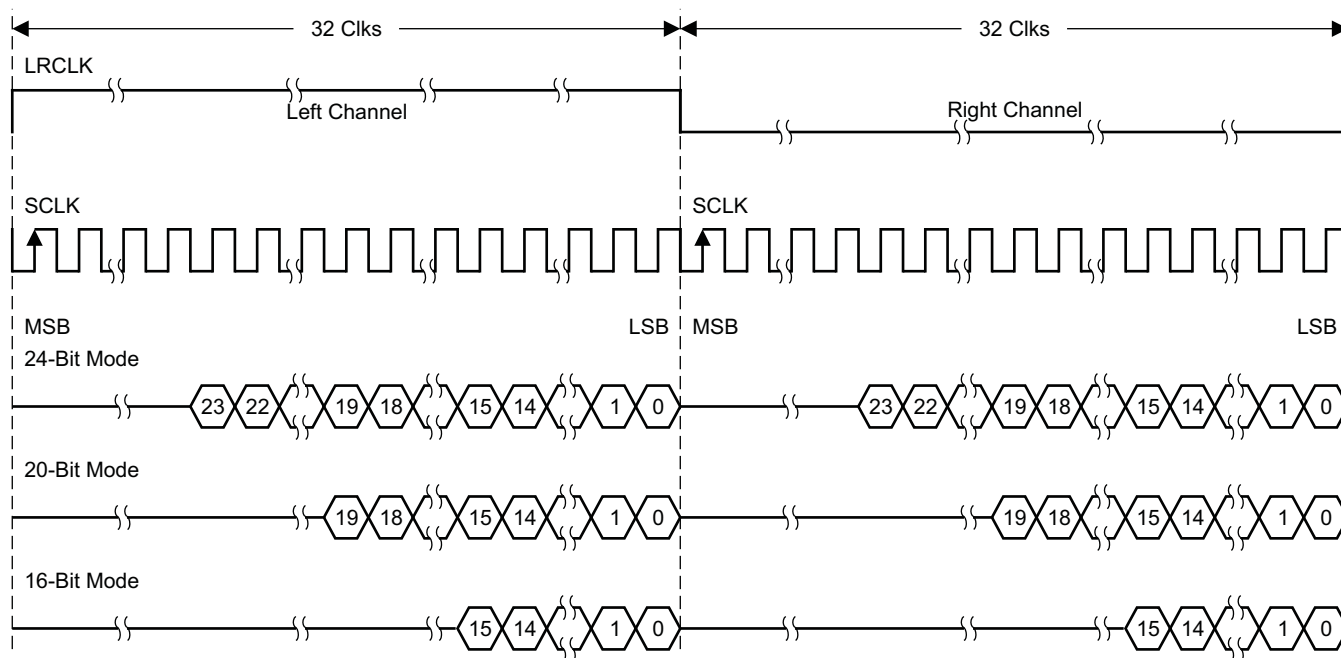 32 Clks 32 Clks
LRCLK
Left Channel Right Channel
SCLK SCLK
MSB LSB MSB LSB
24-Bit Mode
23 22 19 18 15 14 1 0 23 22 19 18 15 14 1 0
20-Bit Mode
19 18 15 14 1 0 19 18 15 14 1 0
16-Bit Mode
15 14 1 0 15 14 1 0